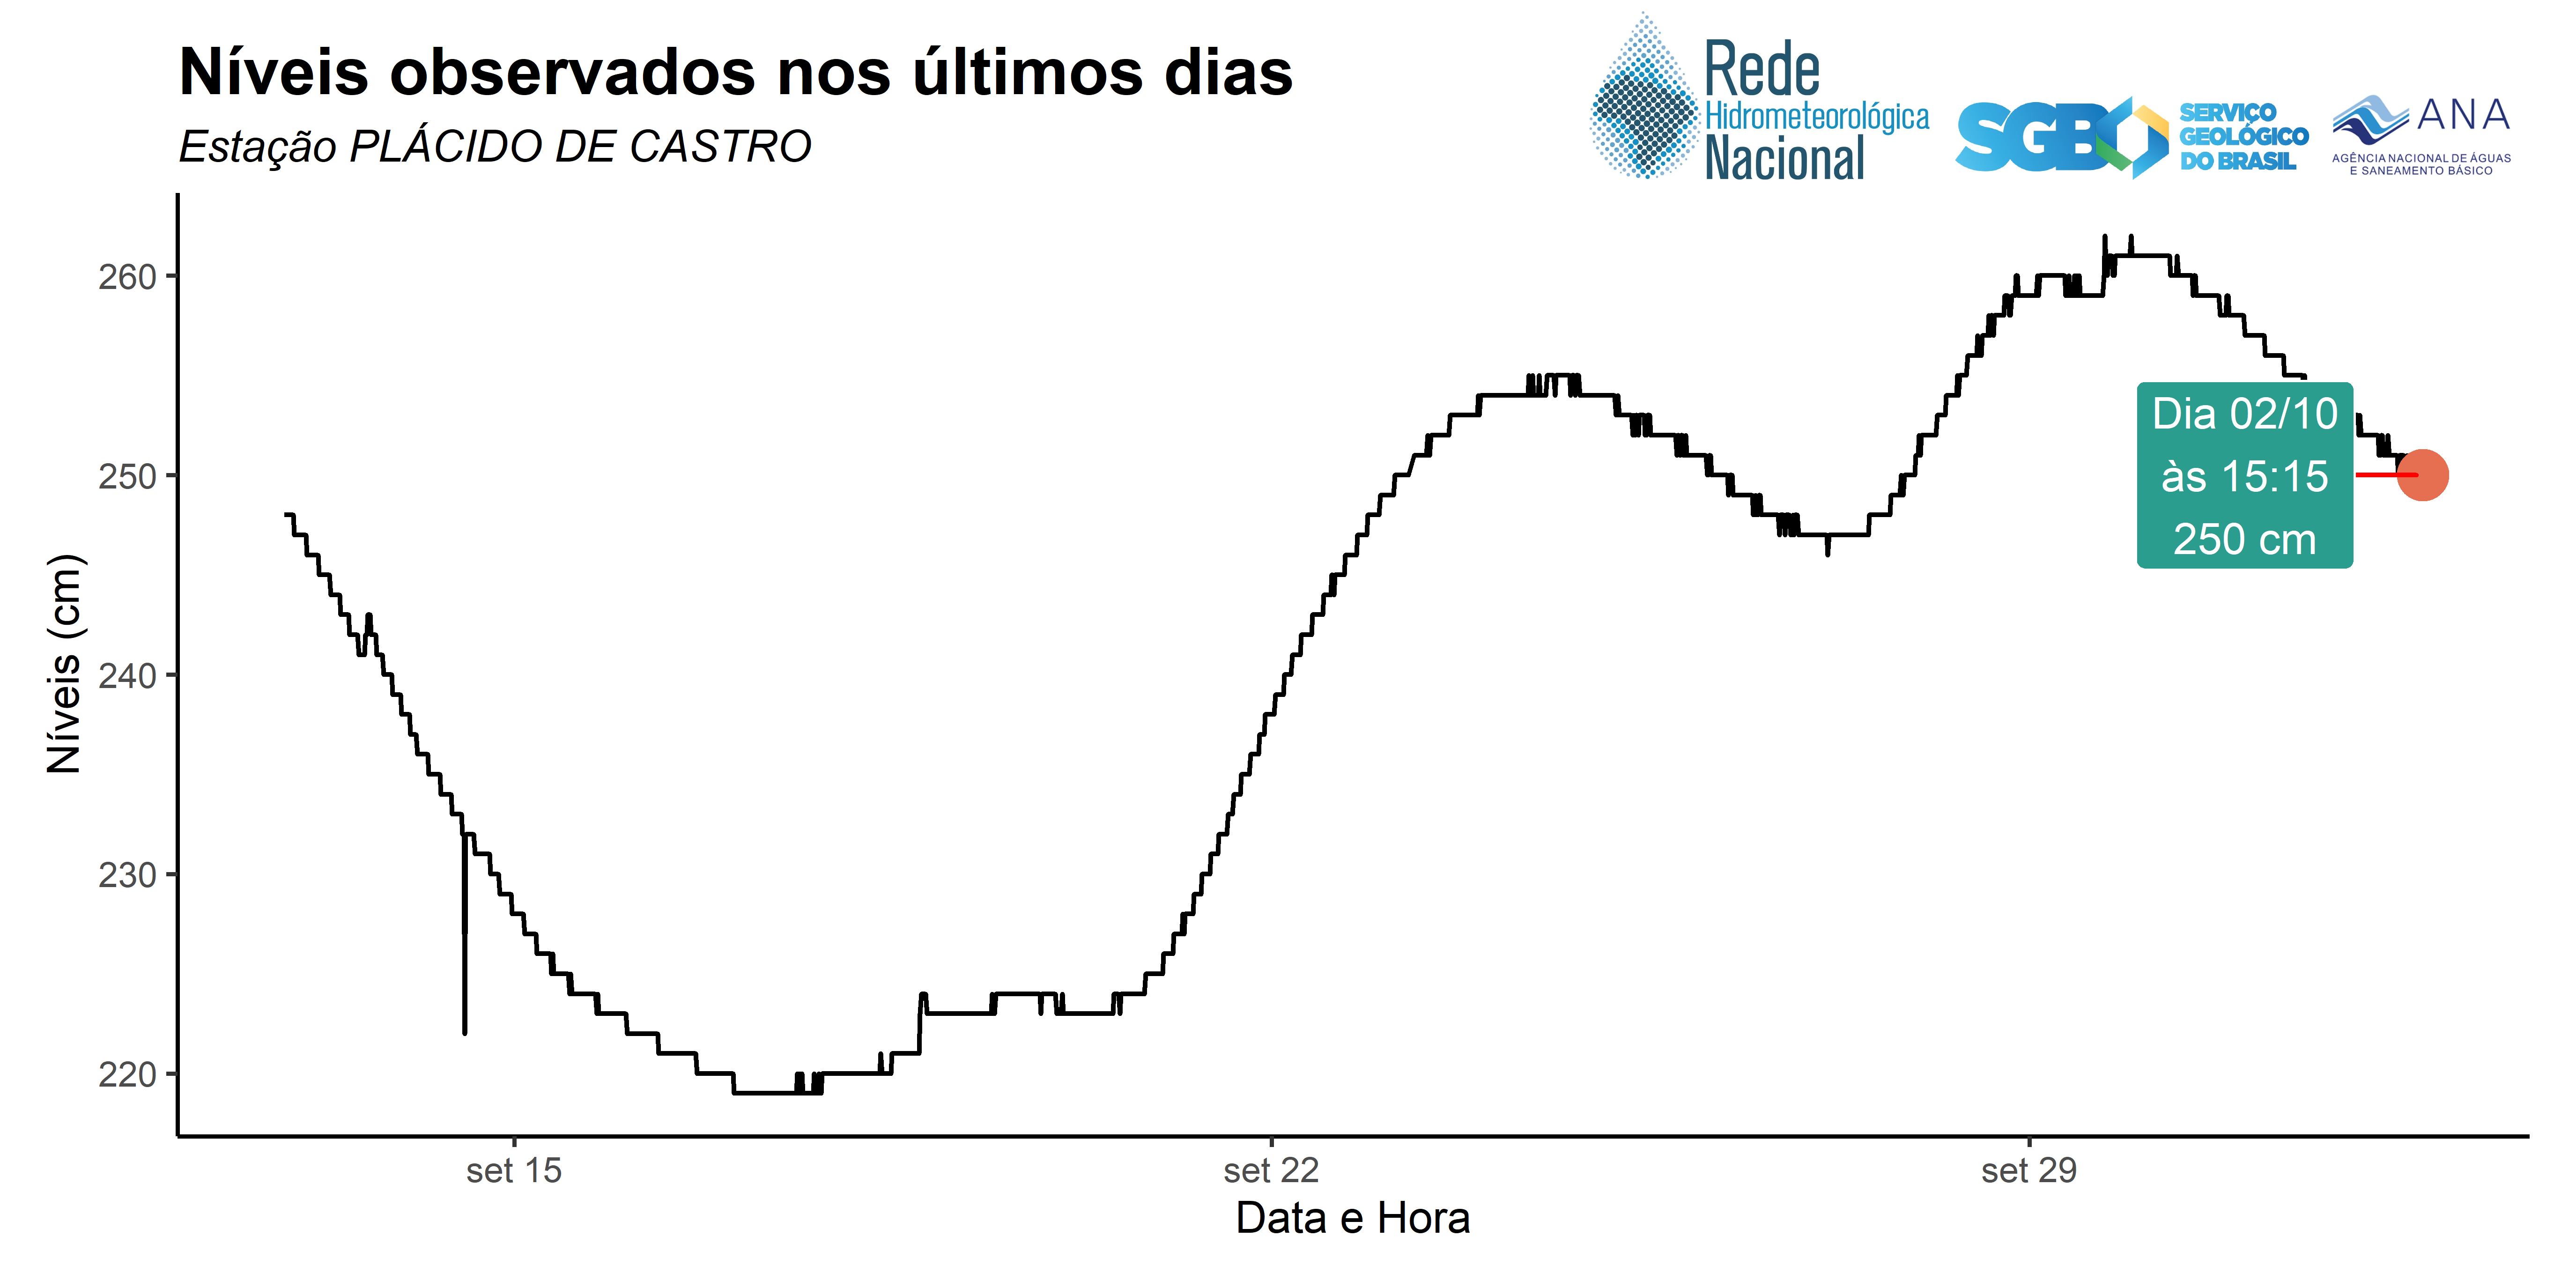 Níveis observados nos últimos dias
Estação PLÁCIDO DE CASTRO
Rede
Hidrometeorológica
Nacional
SGB
SERVIÇO
GEOLÓGICO
DO BRASIL
ANA
AGÊNCIA NACIONAL DE ÁGUAS
E SANEAMENTO BÁSICO
Níveis (cm)
260
250
240
230
220
Dia 02/10
às 15:15
250 cm
set 15
set 22
set 29
Data e Hora